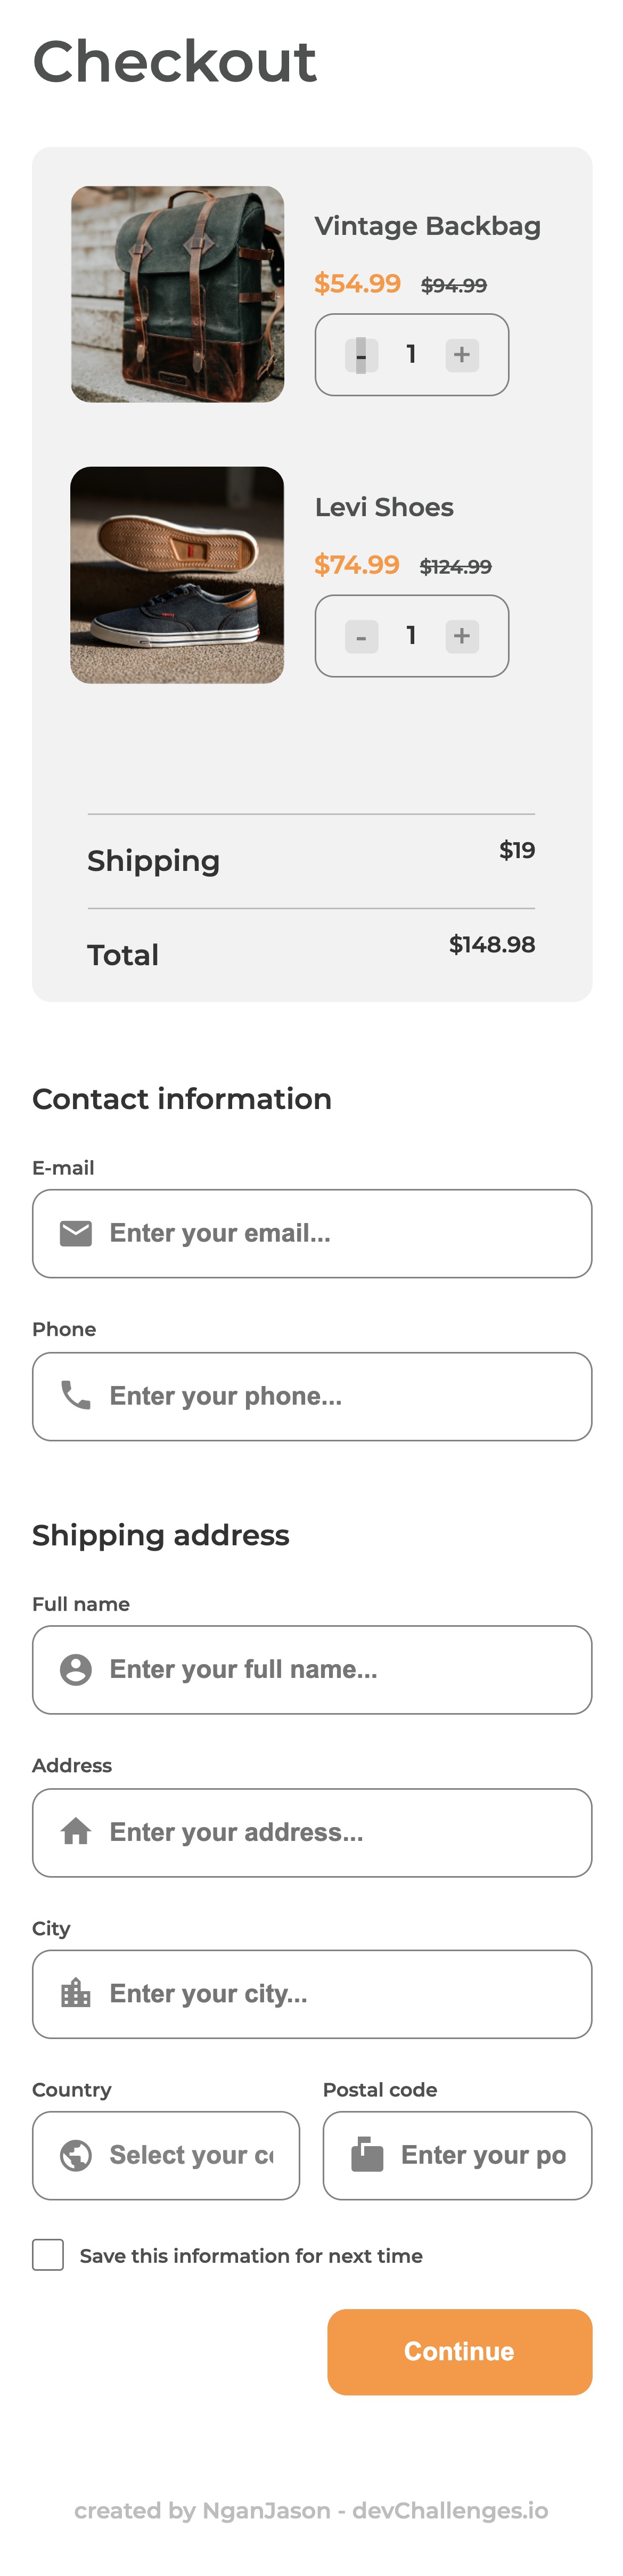 Checkout
Vintage Backbag
$54.99 $94.99
- 1 +
Levi Shoes
$74.99 $124.99
- 1 +
Shipping $19
Total $148.98
Contact information
E-mail
Enter your email...
Phone
Enter your phone...
Shipping address
Full name
Enter your full name...
Address
Enter your address...
City
Enter your city...
Country Postal code
Select your co Enter your po
Save this information for next time
Continue
created by NganJason - devChallenges.io